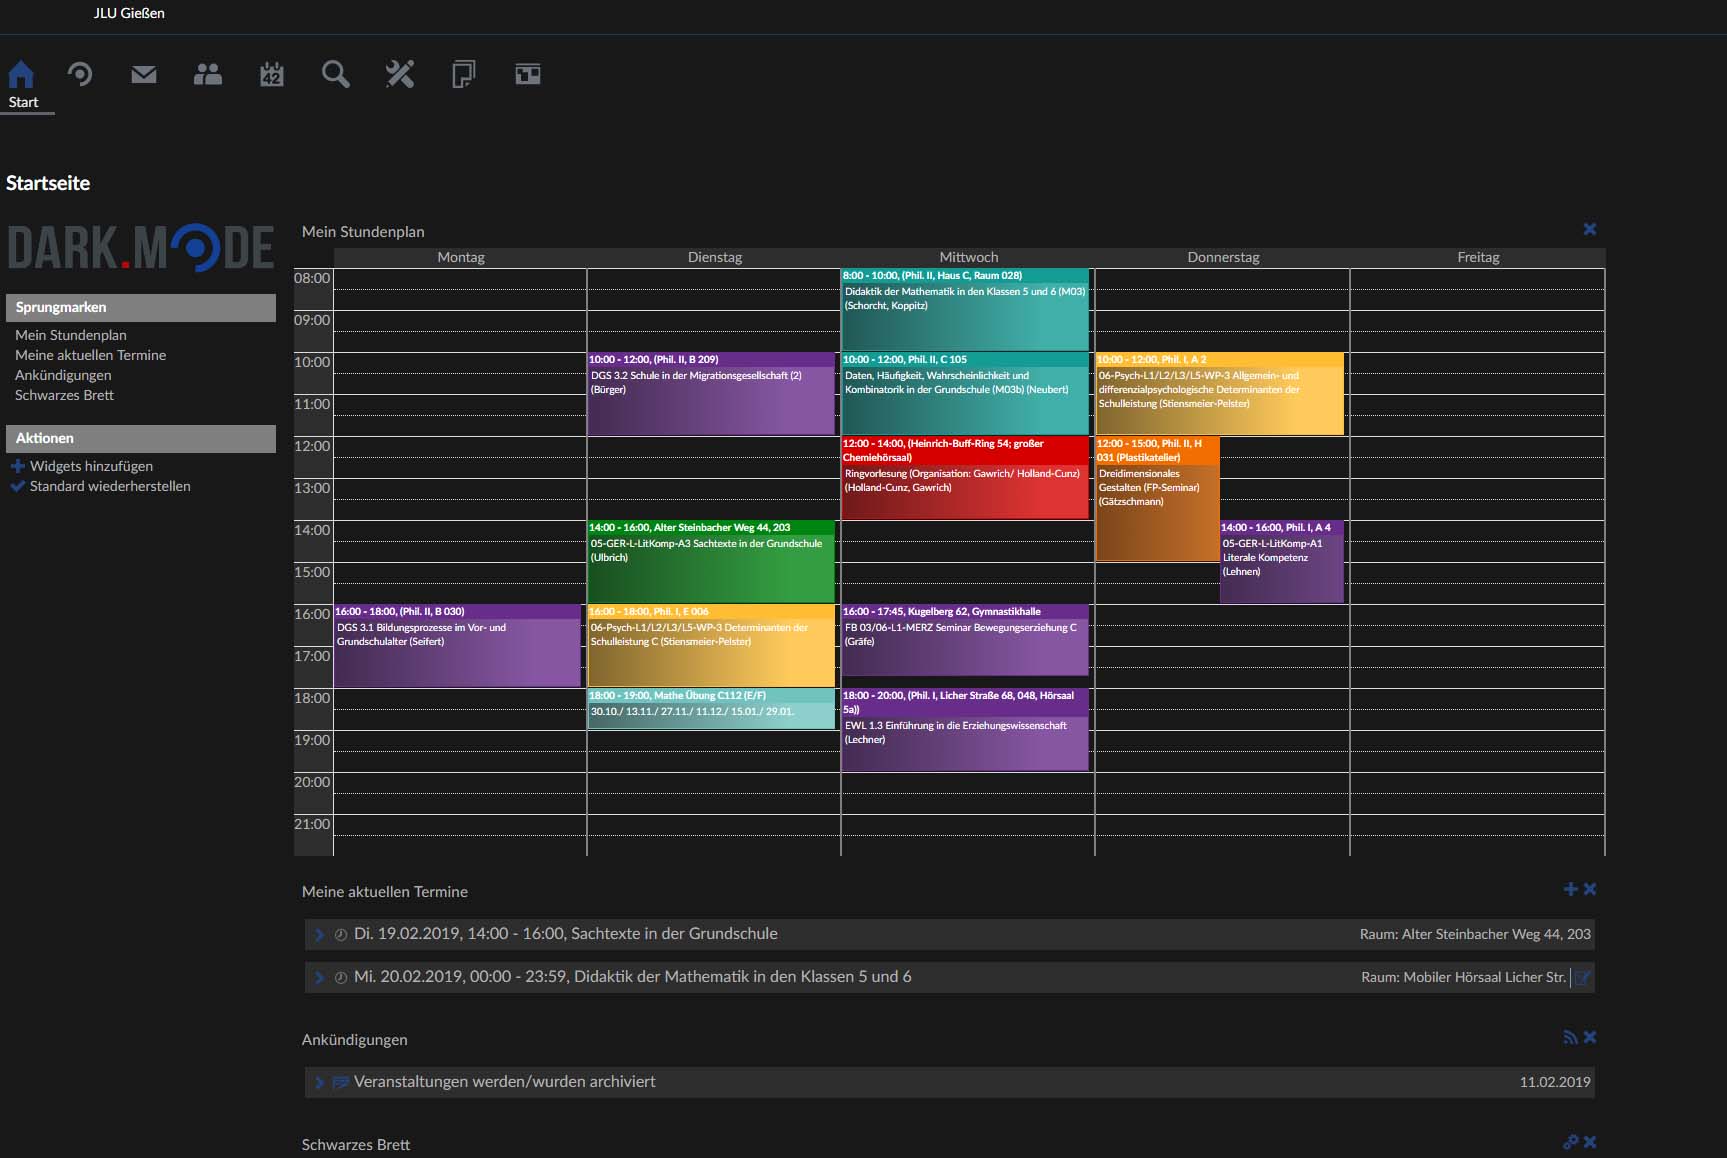 JLU Gießen
42
Start
Startseite
DARK.MODE
Sprungmarken
Mein Stundenplan
Meine aktuellen Termine
Ankündigungen
Schwarzes Brett
Aktionen
Widgets hinzufügen
Standard wiederherstellen
Mein Stundenplan
Montag Dienstag Mittwoch Donnerstag Freitag
08:00
09:00
10:00
11:00
12:00
13:00
14:00
15:00
16:00
17:00
18:00
19:00
20:00
21:00
16:00 - 18:00, (Phil. II, B 030)
DGS 3.1 Bildungsprozesse im Vor- und
Grundschulalter (Seifert)
10:00 - 12:00, (Phil. II, B 209)
DGS 3.2 Schule in der Migrationsgesellschaft (2)
(Bürger)
14:00 - 16:00, Alter Steinbacher Weg 44, 203
05-GER-L-LitKomp-A3 Sachtexte in der Grundschule
(Ulbrich)
16:00 - 18:00, Phil. I, E 006
06-Psych-L1/L2/L3/L5-WP-3 Determinanten der
Schulleistung C (Stiensmeier-Pelster)
18:00 - 19:00, Mathe Übung C112 (E/F)
30.10./ 13.11./ 27.11./ 11.12./ 15.01./ 29.01.
8:00 - 10:00, (Phil. II, Haus C, Raum 028)
Didaktik der Mathematik in den Klassen 5 und 6 (M03)
(Schorcht, Koppitz)
10:00 - 12:00, Phil. II, C 105
Daten, Häufigkeit, Wahrscheinlichkeit und
Kombinatorik in der Grundschule (M03b) (Neubert)
12:00 - 14:00, (Heinrich-Buff-Ring 54; großer
Chemiehörsaal)
Ringvorlesung (Organisation: Gawrich/ Holland-Cunz)
(Holland-Cunz, Gawrich)
16:00 - 17:45, Kugelberg 62, Gymnastikhalle
FB 03/06-L1-MERZ Seminar Bewegungserziehung C
(Gräfe)
18:00 - 20:00, (Phil. I, Licher Straße 68, 048, Hörsaal
5a))
EWL 1.3 Einführung in die Erziehungswissenschaft
(Lechner)
10:00 - 12:00, Phil. I, A 2
06-Psych-L1/L2/L3/L5-WP-3 Allgemein- und
differenzialpsychologische Determinanten der
Schulleistung (Stiensmeier-Pelster)
12:00 - 15:00, Phil. II, H
031 (Plastikatelier)
Dreidimensionales
Gestalten (FP-Seminar)
(Gätzschmann)
14:00 - 16:00, Phil. I, A 4
05-GER-L-LitKomp-A1
Literale Kompetenz
(Lehnen)
Meine aktuellen Termine
Di. 19.02.2019, 14:00 - 16:00, Sachtexte in der Grundschule Raum: Alter Steinbacher Weg 44, 203
Mi. 20.02.2019, 00:00 - 23:59, Didaktik der Mathematik in den Klassen 5 und 6 Raum: Mobiler Hörsaal Licher Str.
Ankündigungen
Veranstaltungen werden/wurden archiviert 11.02.2019
Schwarzes Brett